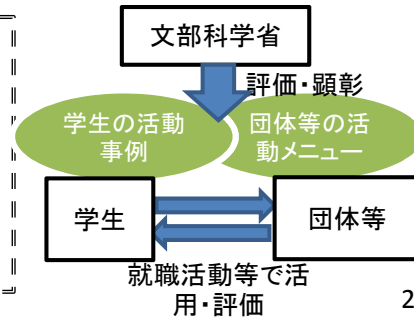 文部科学省
評価・顕彰
学生の活動
事例
団体等の活
動メニュー
学生
団体等
就職活動等で活
用・評価
2